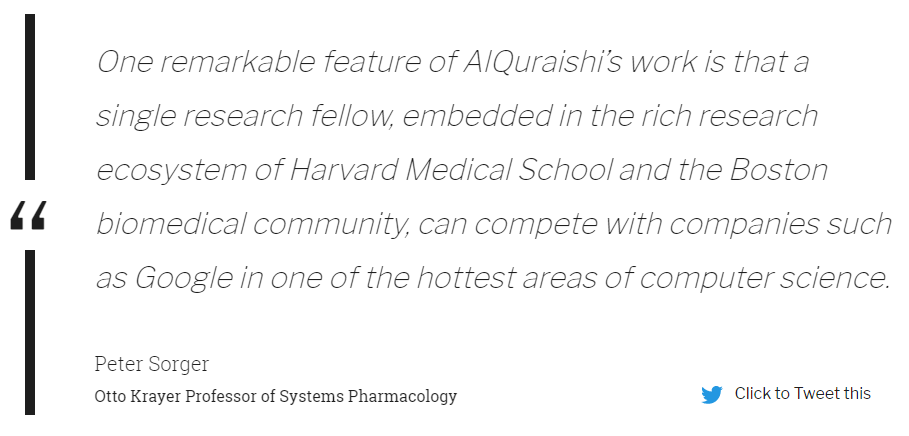 One remarkable feature of AlQuraishi’s work is that a
single research fellow, embedded in the rich research
ecosystem of Harvard Medical School and the Boston
“
biomedical community, can compete with companies such
as Google in one of the hottest areas of computer science.
Peter Sorger
Otto Krayer Professor of Systems Pharmacology
Click to Tweet this